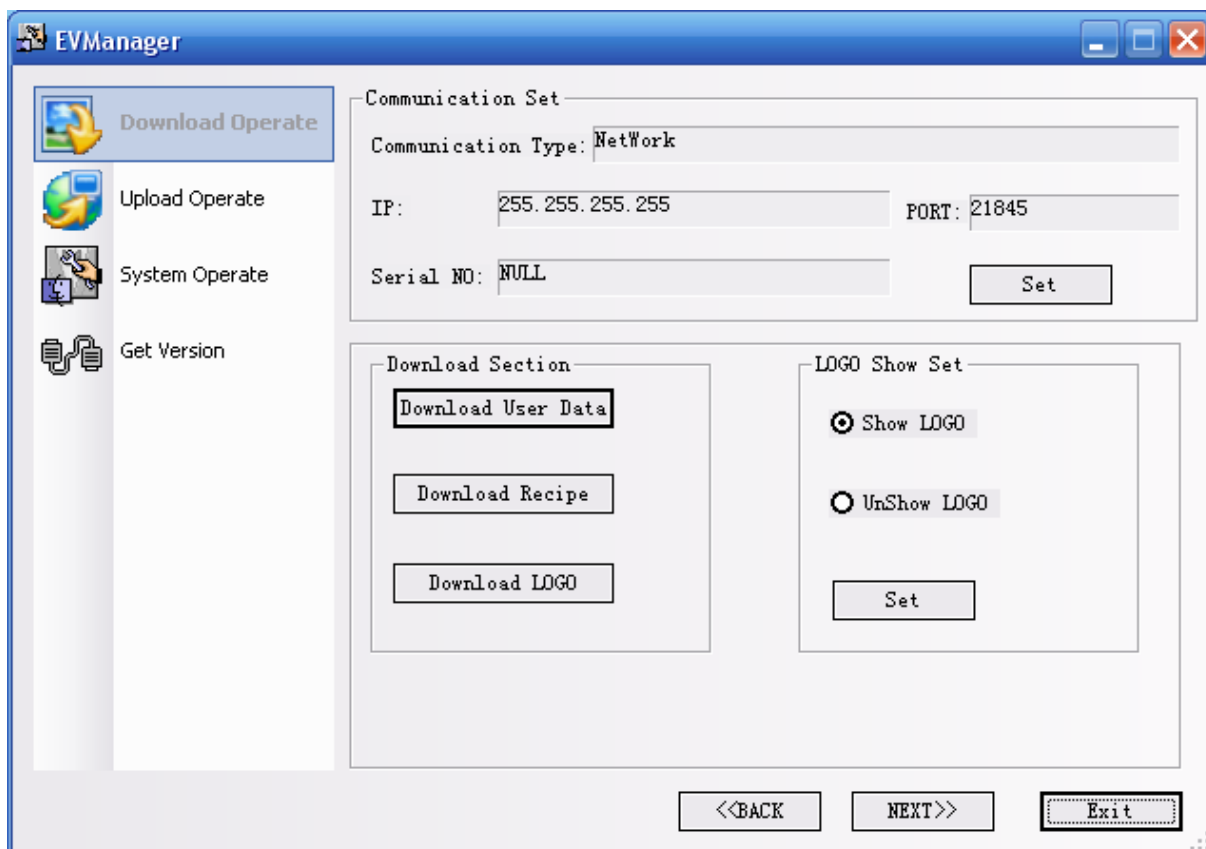 EVManager
Download Operate
Upload Operate
System Operate
Get Version
Communication Set
Communication Type: NetWork
IP: 255.255.255.255 PORT: 21845
Serial NO: NULL
Set
Download Section
Download User Data
Download Recipe
Download LOGO
LOGO Show Set
Show LOGO
UnShow LOGO
Set
<<BACK NEXT>> Exit